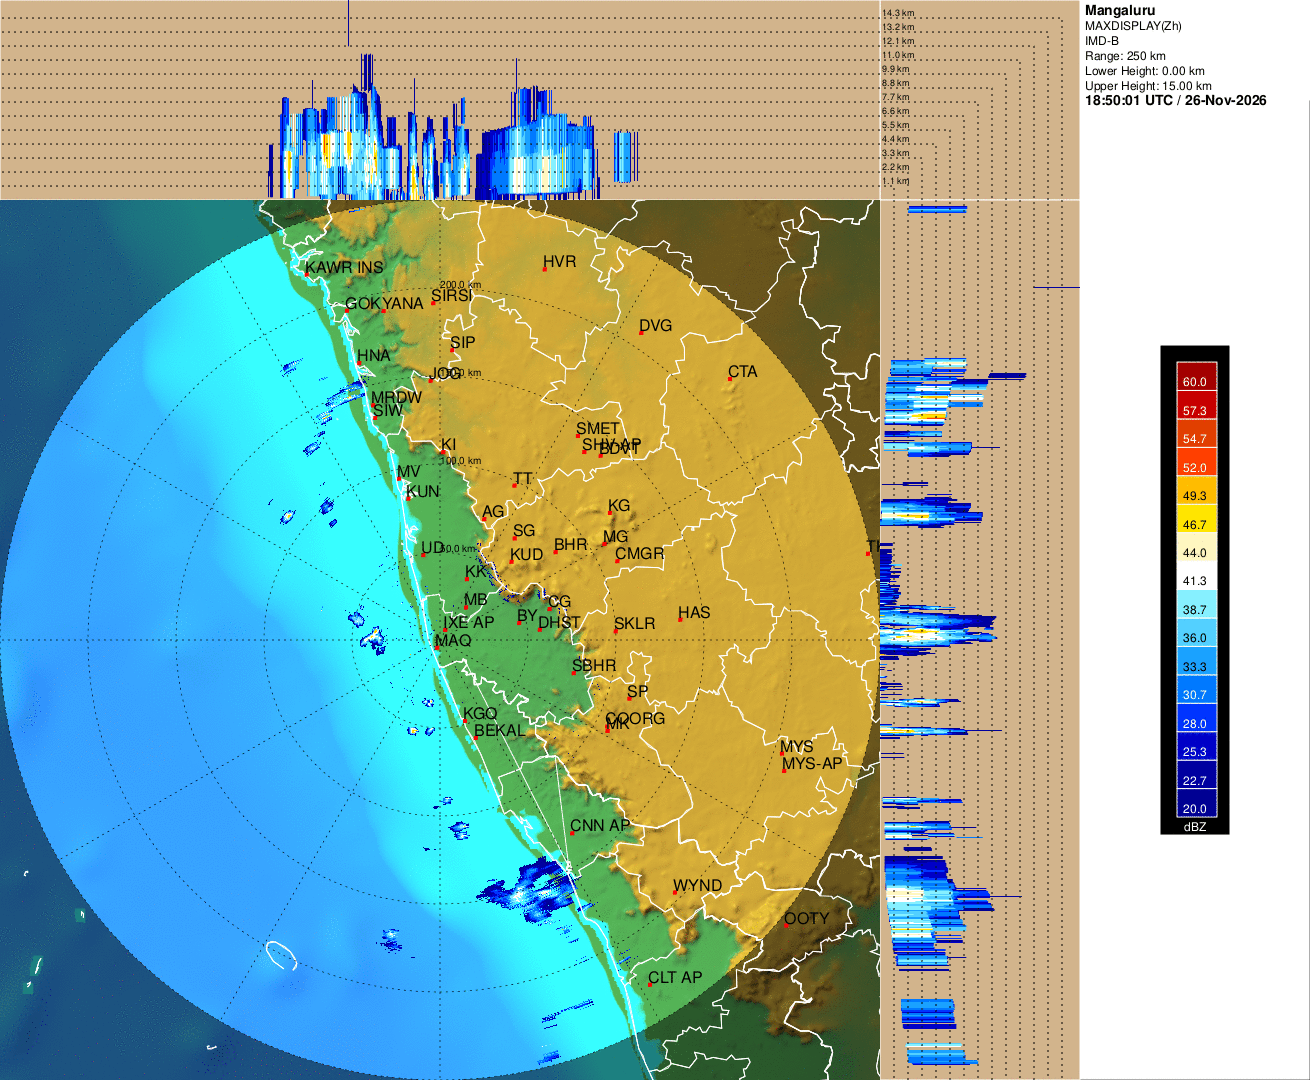 14.3 km
13.2 km
12.1 km
11.0 km
9.9 km
8.8 km
7.7 km
6.6 km
5.5 km
4.4 km
3.3 km
2.2 km
1.1 km
Mangaluru
MAXDISPLAY(Zh)
IMD-B
Range: 250 km
Lower Height: 0.00 km
Upper Height: 15.00 km
18:50:01 UTC / 26-Nov-2026
KAWR INS
HVR
200.0 km
SIRSI
GOKYANA
DVG
SIP
HNA
JOG
CTA
MRDW
SIW
SMET
SHV-AP
BDVT
KI
100.0 km
MV
TT
KUN
KG
AG
SG
MG
UD
50.0 km
KUD
BHR
CMGR
KK
MB
CG
BY
DHST
HAS
IXE AP
SKLR
MAQ
SBHR
SP
KGQ
COORG
MK
BEKAL
MYS
MYS-AP
CNN AP
WYND
OOTY
CLT AP
60.0
57.3
54.7
52.0
49.3
46.7
44.0
41.3
38.7
36.0
33.3
30.7
28.0
25.3
22.7
20.0
dBZ